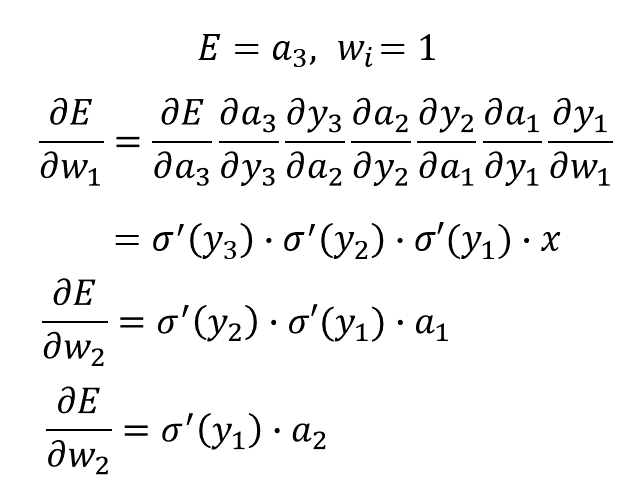 E = a₃, wᵢ = 1
∂E/∂w₁ = ∂E/∂a₃ ∂a₃/∂y₃ ∂y₃/∂a₂ ∂a₂/∂y₂ ∂y₂/∂a₁ ∂a₁/∂y₁ ∂y₁/∂w₁
= σ′(y₃) · σ′(y₂) · σ′(y₁) · x
∂E/∂w₂ = σ′(y₂) · σ′(y₁) · a₁
∂E/∂w₂ = σ′(y₁) · a₂